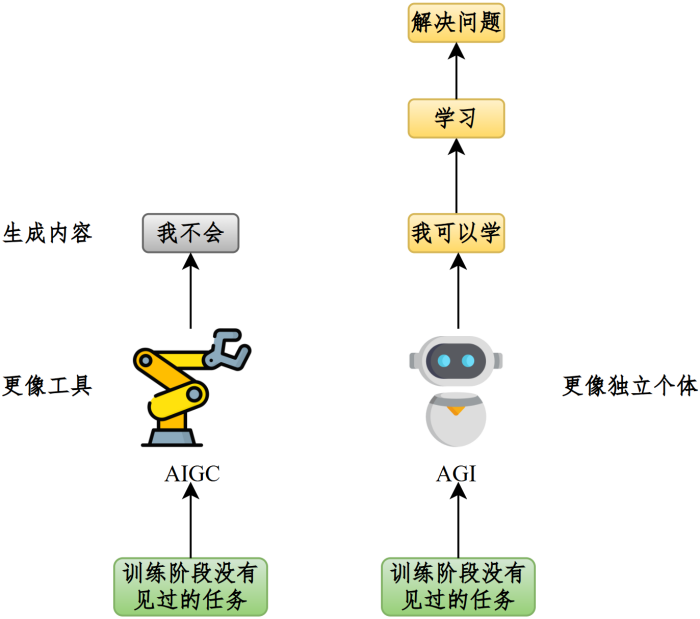 解决问题
学习
生成内容
我不会
我可以学
更像工具
更像独立个体
AIGC
AGI
训练阶段没有
见过的任务
训练阶段没有
见过的任务